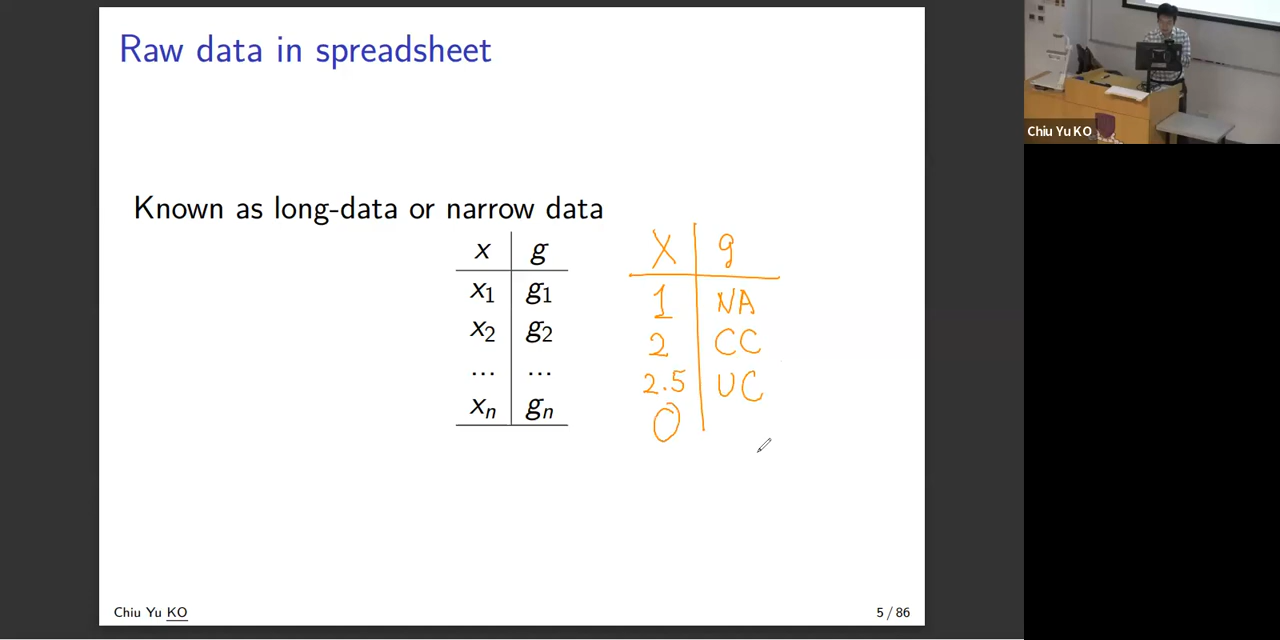 Raw data in spreadsheet
Known as long-data or narrow data
x g
x1 g1
x2 g2
... ...
xn gn
X g
1 NA
2 CC
2.5 UC
0
Chiu Yu KO
5 / 86
Chiu Yu KO